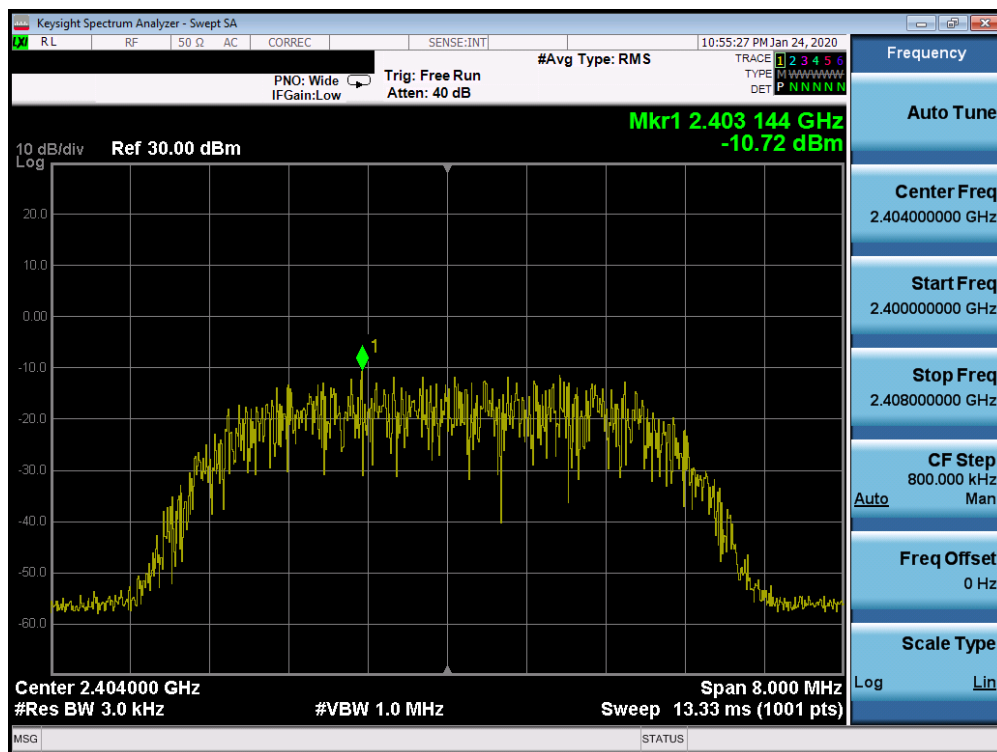 Keysight Spectrum Analyzer - Swept SA
LXI RL RF 50 Ω AC CORREC SENSE:INT 10:55:27 PM Jan 24, 2020
Frequency
#Avg Type: RMS
TRACE 1 2 3 4 5 6
PNO: Wide Trig: Free Run
TYPE M WWWWW
IFGain:Low Atten: 40 dB
DET P N N N N N
Auto Tune
Mkr1 2.403 144 GHz
-10.72 dBm
10 dB/div Ref 30.00 dBm
Log
20.0
10.0
0.00
-10.0
-20.0
-30.0
-40.0
-50.0
-60.0
1
Center Freq
2.404000000 GHz
Start Freq
2.400000000 GHz
Stop Freq
2.408000000 GHz
CF Step
800.000 kHz
Auto Man
Freq Offset
0 Hz
Scale Type
Log Lin
Center 2.404000 GHz Span 8.000 MHz
#Res BW 3.0 kHz #VBW 1.0 MHz Sweep 13.33 ms (1001 pts)
MSG STATUS